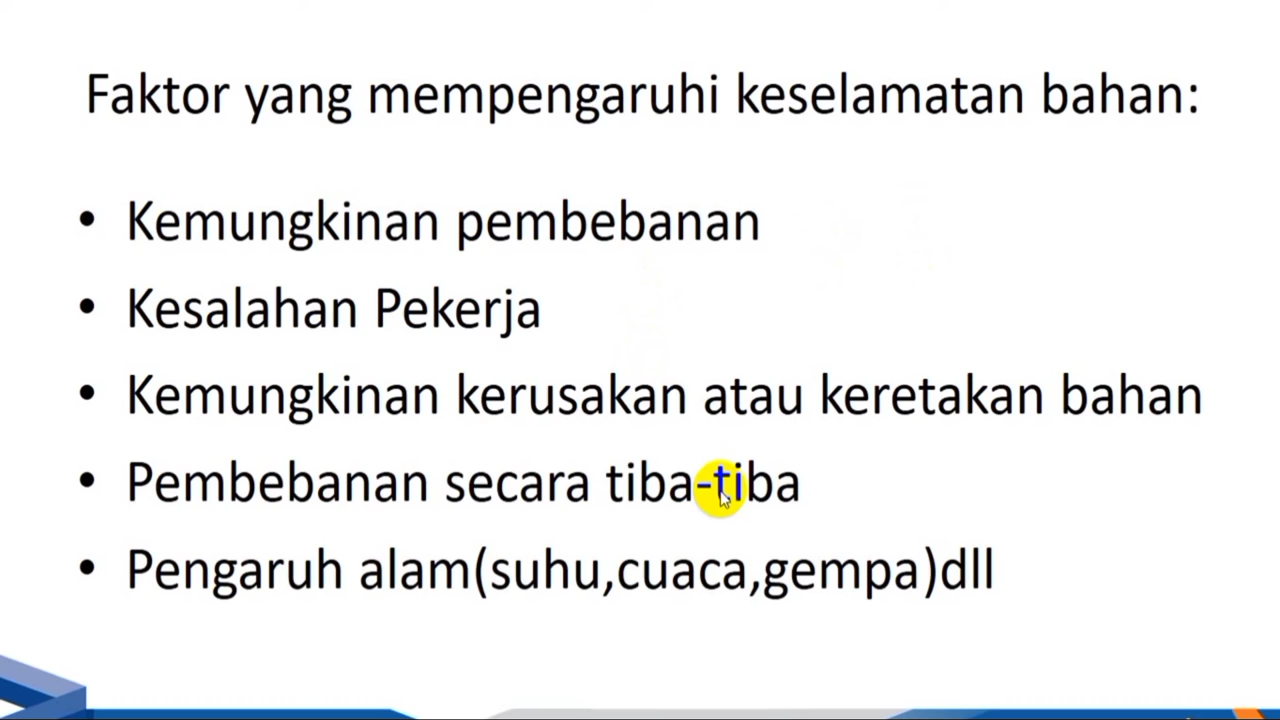 Faktor yang mempengaruhi keselamatan bahan:
• Kemungkinan pembebanan
• Kesalahan Pekerja
• Kemungkinan kerusakan atau keretakan bahan
• Pembebanan secara tiba-tiba
• Pengaruh alam(suhu,cuaca,gempa)dll